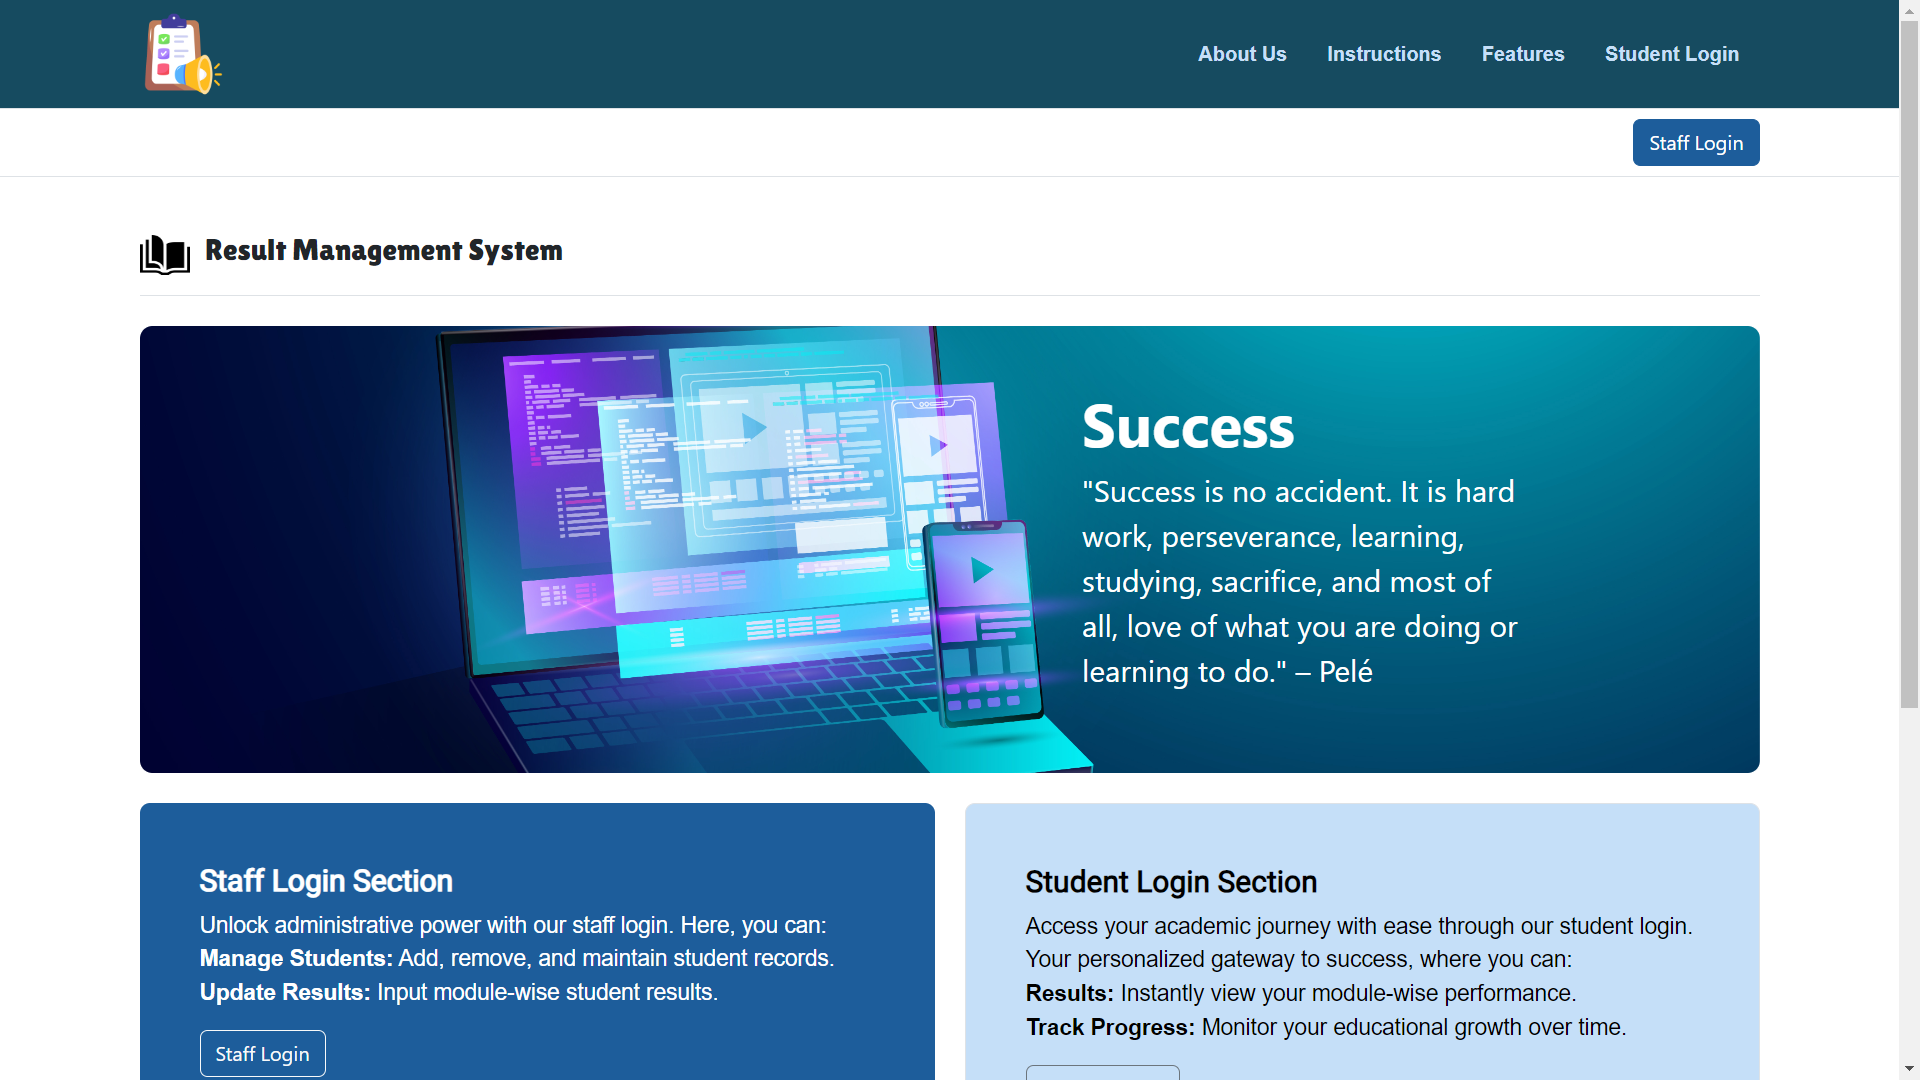 About Us Instructions Features Student Login
Staff Login
Result Management System
Success
"Success is no accident. It is hard
work, perseverance, learning,
studying, sacrifice, and most of
all, love of what you are doing or
learning to do." – Pelé
Staff Login Section
Unlock administrative power with our staff login. Here, you can:
Manage Students: Add, remove, and maintain student records.
Update Results: Input module-wise student results.
Staff Login
Student Login Section
Access your academic journey with ease through our student login.
Your personalized gateway to success, where you can:
Results: Instantly view your module-wise performance.
Track Progress: Monitor your educational growth over time.